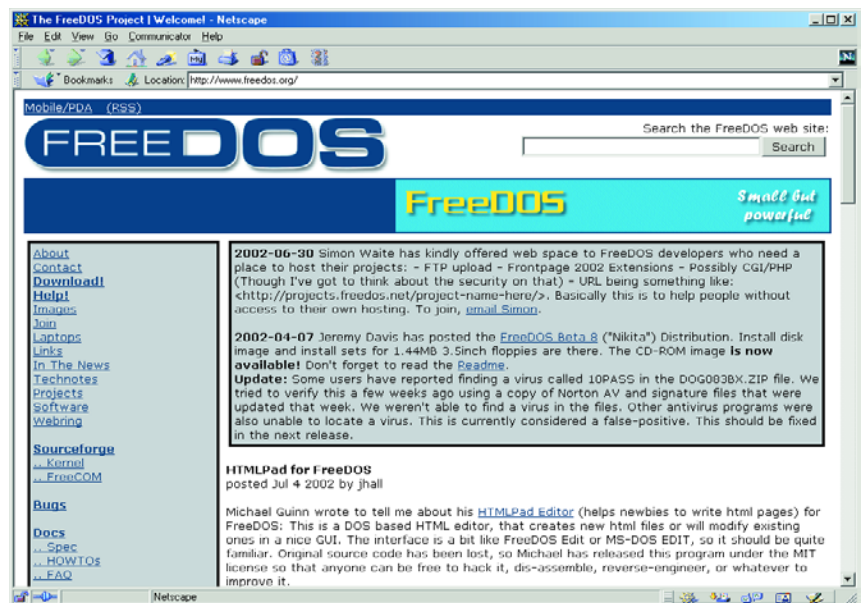 The FreeDOS Project | Welcome! - Netscape
File Edit View Go Communicator Help
Bookmarks Location: http://www.freedos.org/
Mobile/PDA (RSS)
FREEDOS
Search the FreeDOS web site:
Search
FreeDOS
Small but
powerful
About
Contact
Download!
Help!
Images
Join
Laptops
Links
In The News
Technotes
Projects
Software
Webring
Sourceforge
.. Kernel
.. FreeCOM
Bugs
Docs
.. Spec
.. HOWTOs
.. FAQ
2002-06-30 Simon Waite has kindly offered web space to FreeDOS developers who need a
place to host their projects: - FTP upload - Frontpage 2002 Extensions - Possibly CGI/PHP
(Though I've got to think about the security on that) - URL being something like:
<http://projects.freedos.net/project-name-here/>. Basically this is to help people without
access to their own hosting. To join, email Simon.
2002-04-07 Jeremy Davis has posted the FreeDOS Beta 8 ("Nikita") Distribution. Install disk
image and install sets for 1.44MB 3.5inch floppies are there. The CD-ROM image is now
available! Don't forget to read the Readme.
Update: Some users have reported finding a virus called 10PASS in the DOG083BX.ZIP file. We
tried to verify this a few weeks ago using a copy of Norton AV and signature files that were
updated that week. We weren't able to find a virus in the files. Other antivirus programs were
also unable to locate a virus. This is currently considered a false-positive. This should be fixed
in the next release.
HTMLPad for FreeDOS
posted Jul 4 2002 by jhall
Michael Guinn wrote to tell me about his HTMLPad Editor (helps newbies to write html pages) for
FreeDOS: This is a DOS based HTML editor, that creates new html files or will modify existing
ones in a nice GUI. The interface is a bit like FreeDOS Edit or MS-DOS EDIT, so it should be quite
familiar. Original source code has been lost, so Michael has released this program under the MIT
license so that anyone can be free to hack it, dis-assemble, reverse-engineer, or whatever to
improve it.
Netscape